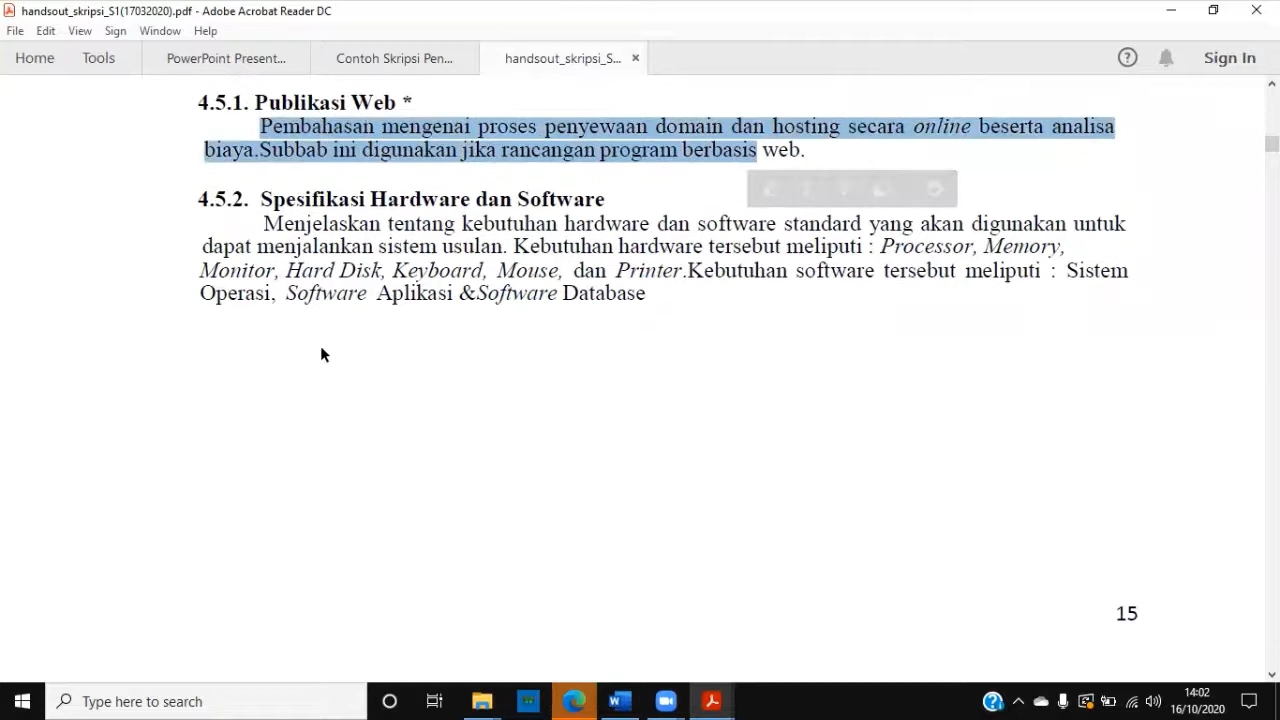 handsout_skripsi_S1(17032020).pdf - Adobe Acrobat Reader DC
File Edit View Sign Window Help
Home Tools PowerPoint Present... Contoh Skripsi Pen... handsout_skripsi_S... × Sign In
4.5.1. Publikasi Web *
Pembahasan mengenai proses penyewaan domain dan hosting secara online beserta analisa
biaya.Subbab ini digunakan jika rancangan program berbasis web.
4.5.2. Spesifikasi Hardware dan Software
Menjelaskan tentang kebutuhan hardware dan software standard yang akan digunakan untuk
dapat menjalankan sistem usulan. Kebutuhan hardware tersebut meliputi : Processor, Memory,
Monitor, Hard Disk, Keyboard, Mouse, dan Printer.Kebutuhan software tersebut meliputi : Sistem
Operasi, Software Aplikasi &Software Database
15
Type here to search
14:02
16/10/2020